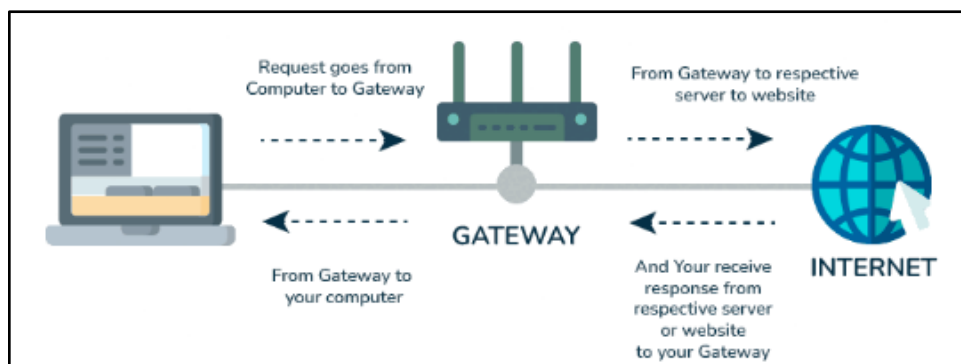 Request goes from
Computer to Gateway
From Gateway to respective
server to website
GATEWAY
INTERNET
From Gateway to
your computer
And Your receive
response from
respective server
or website
to your Gateway